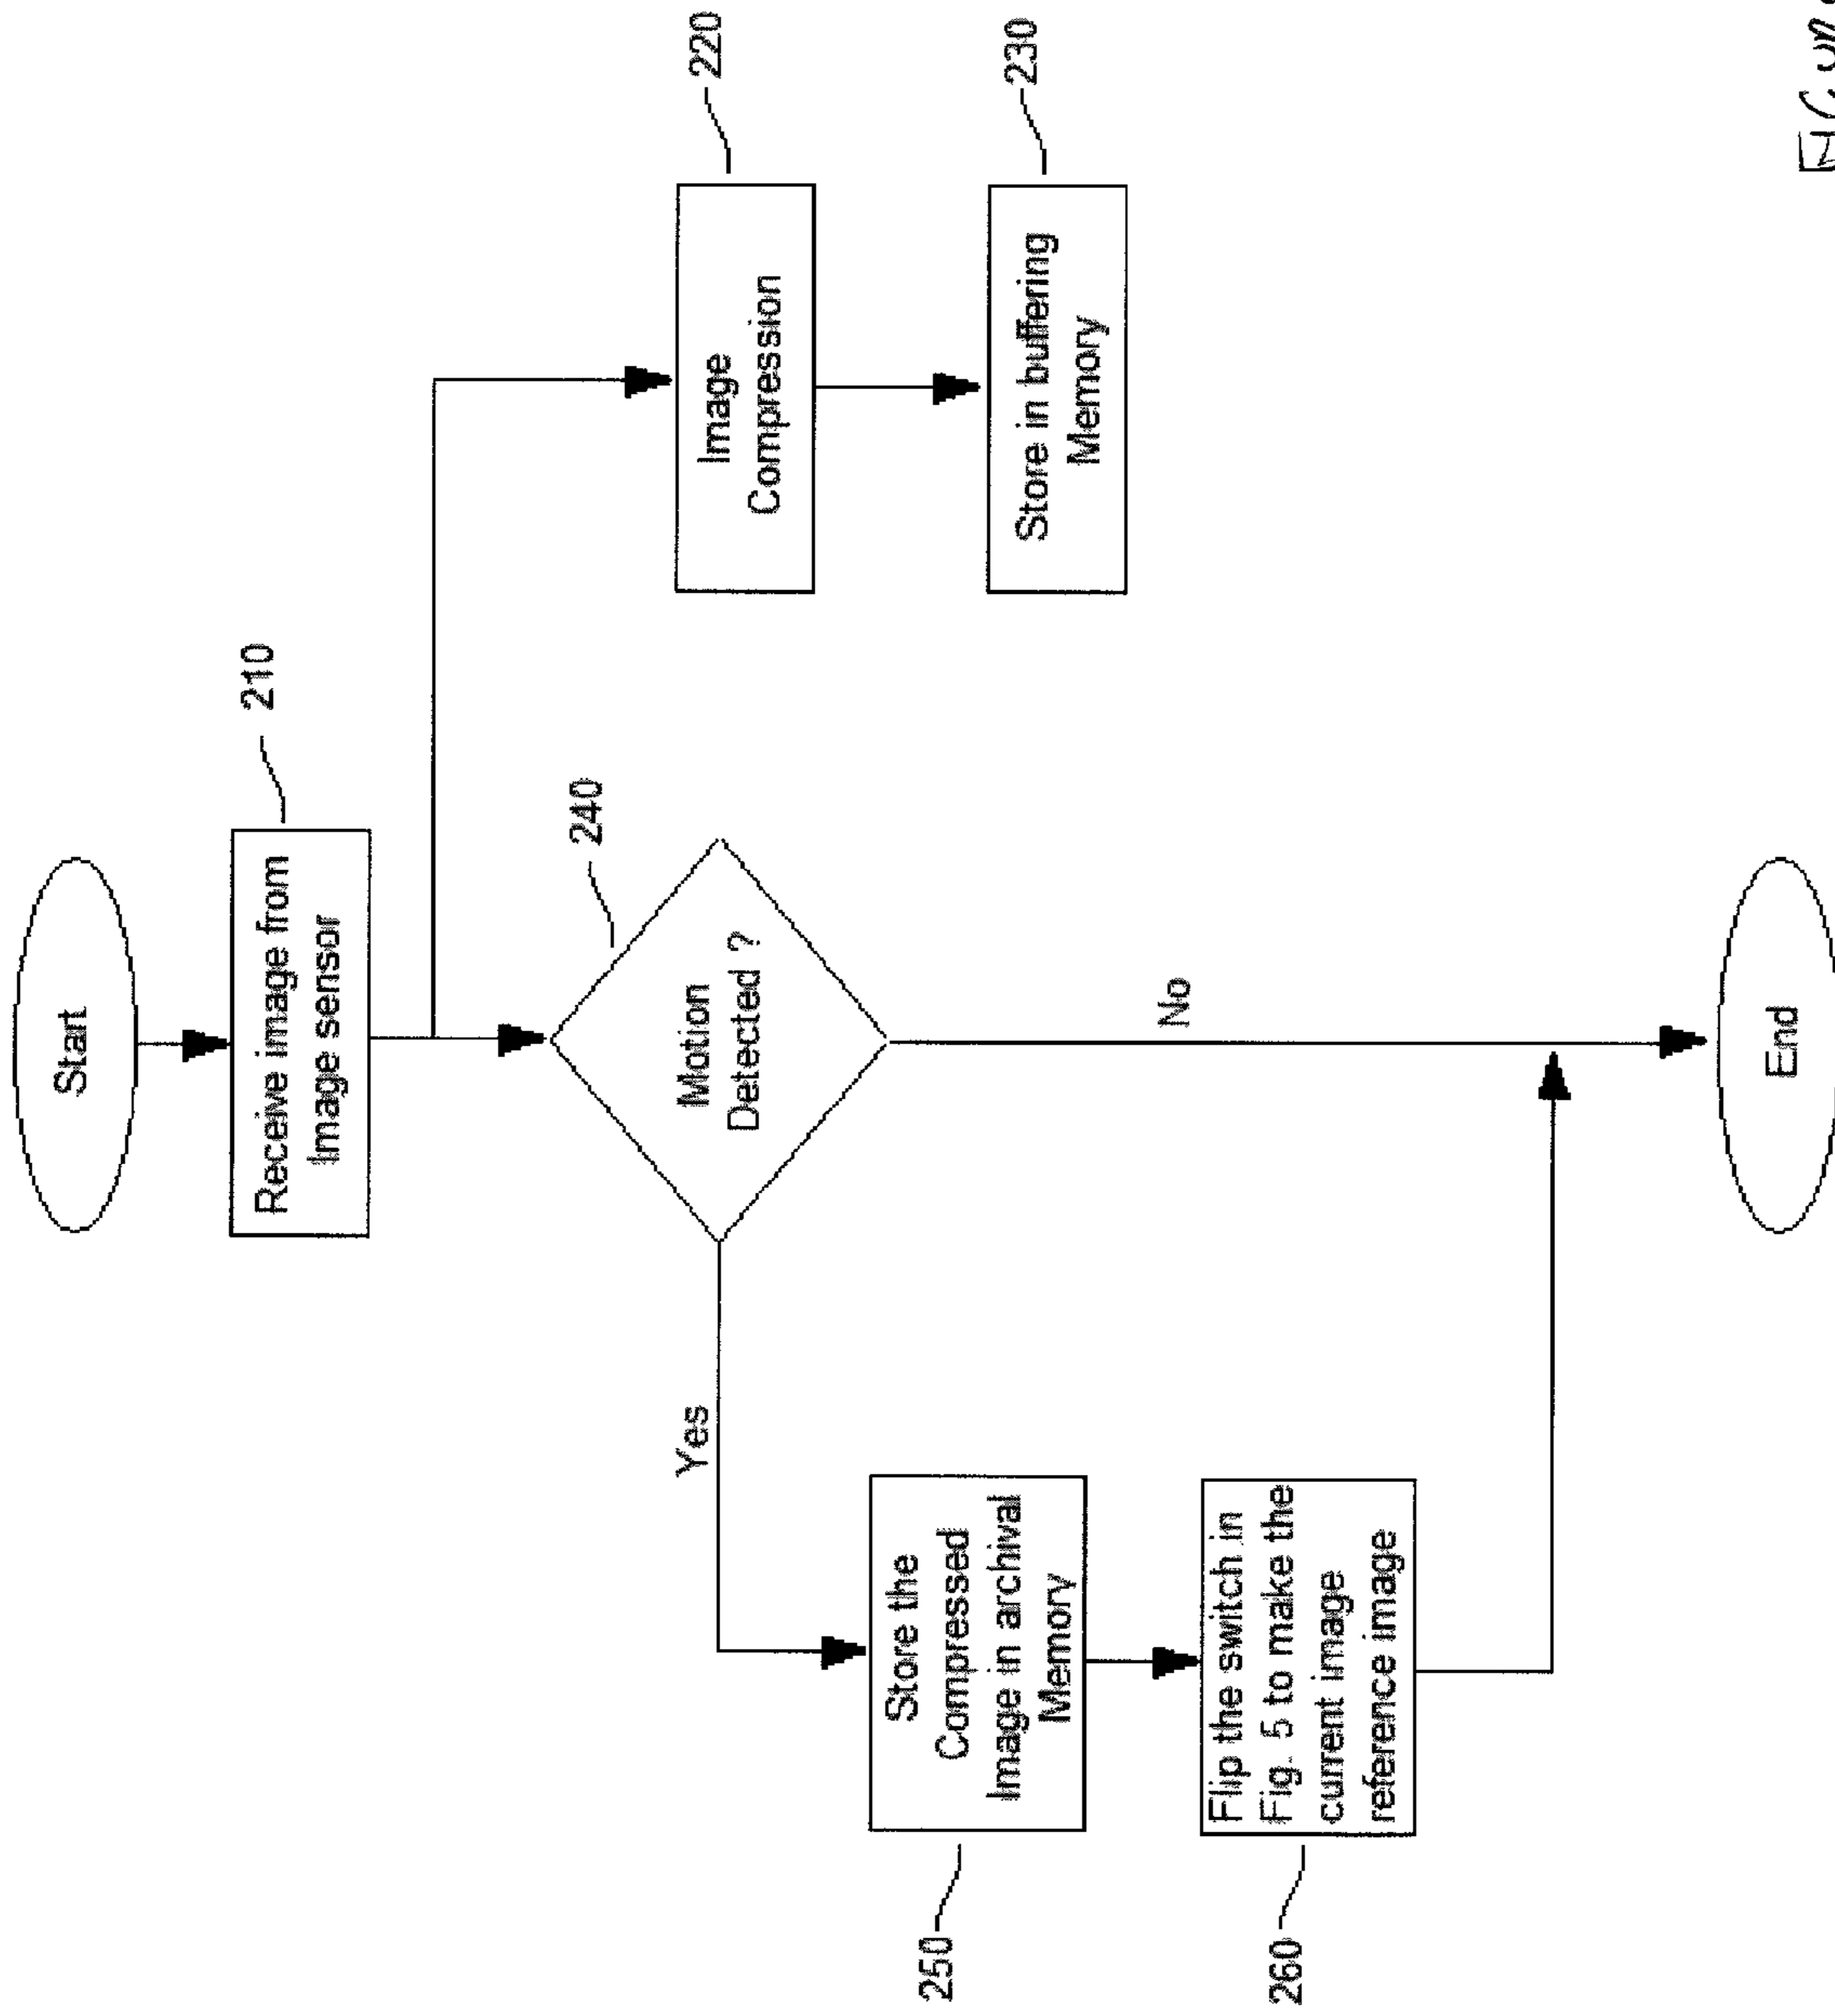 Start
Receive image from
Image sensor
210
Image
Compression
220
Store in buffering
Memory
230
Motion
Detected ?
240
Yes
No
Store the
Compressed
Image in archival
Memory
250
Flip the switch in
Fig. 5 to make the
current image
reference image
260
End